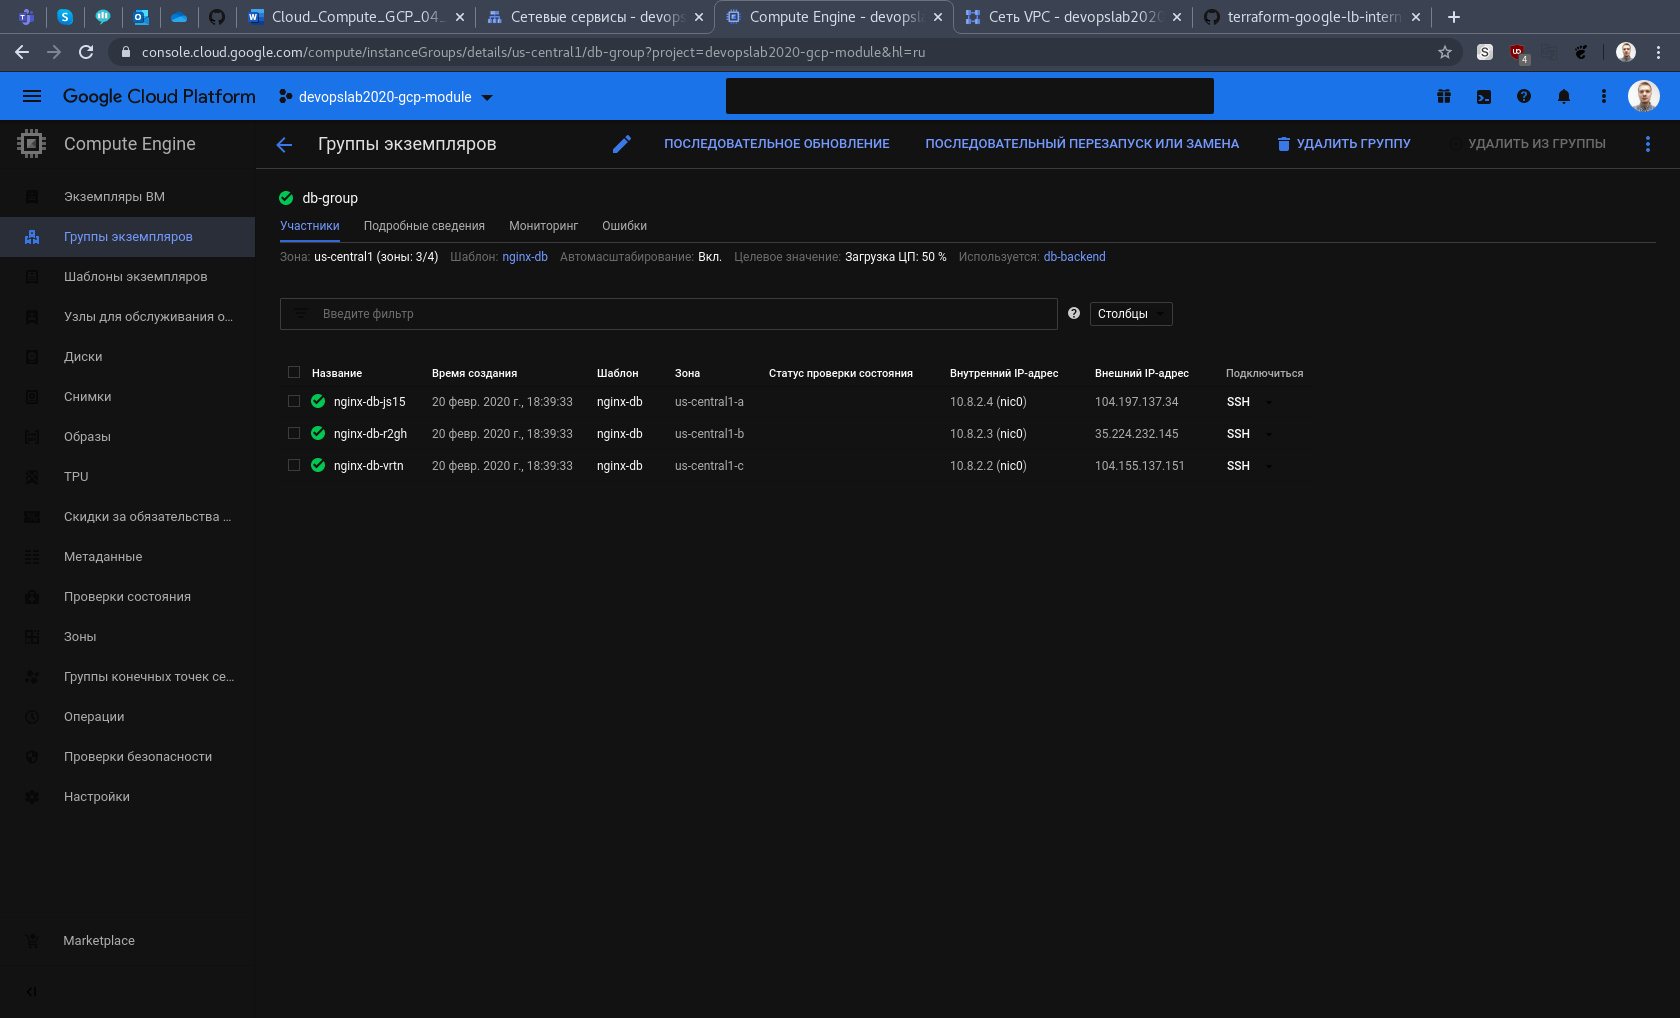 Cloud_Compute_GCP_04_
Сетевые сервисы - devops
Compute Engine - devopsl
Сеть VPC - devopslab2020
terraform-google-lb-intern
console.cloud.google.com/compute/instanceGroups/details/us-central1/db-group?project=devopslab2020-gcp-module&hl=ru
S
4
Google Cloud Platform
devopslab2020-gcp-module
Compute Engine
Группы экземпляров
ПОСЛЕДОВАТЕЛЬНОЕ ОБНОВЛЕНИЕ
ПОСЛЕДОВАТЕЛЬНЫЙ ПЕРЕЗАПУСК ИЛИ ЗАМЕНА
УДАЛИТЬ ГРУППУ
УДАЛИТЬ ИЗ ГРУППЫ
Экземпляры ВМ
Группы экземпляров
Шаблоны экземпляров
Узлы для обслуживания о...
Диски
Снимки
Образы
TPU
Скидки за обязательства ...
Метаданные
Проверки состояния
Зоны
Группы конечных точек се...
Операции
Проверки безопасности
Настройки
Marketplace
db-group
Участники Подробные сведения Мониторинг Ошибки
Зона: us-central1 (зоны: 3/4) Шаблон: nginx-db Автомасштабирование: Вкл. Целевое значение: Загрузка ЦП: 50 % Используется: db-backend
Введите фильтр
Столбцы
Название Время создания Шаблон Зона Статус проверки состояния Внутренний IP-адрес Внешний IP-адрес Подключиться
nginx-db-js15 20 февр. 2020 г., 18:39:33 nginx-db us-central1-a 10.8.2.4 (nic0) 104.197.137.34 SSH
nginx-db-r2gh 20 февр. 2020 г., 18:39:33 nginx-db us-central1-b 10.8.2.3 (nic0) 35.224.232.145 SSH
nginx-db-vrtn 20 февр. 2020 г., 18:39:33 nginx-db us-central1-c 10.8.2.2 (nic0) 104.155.137.151 SSH